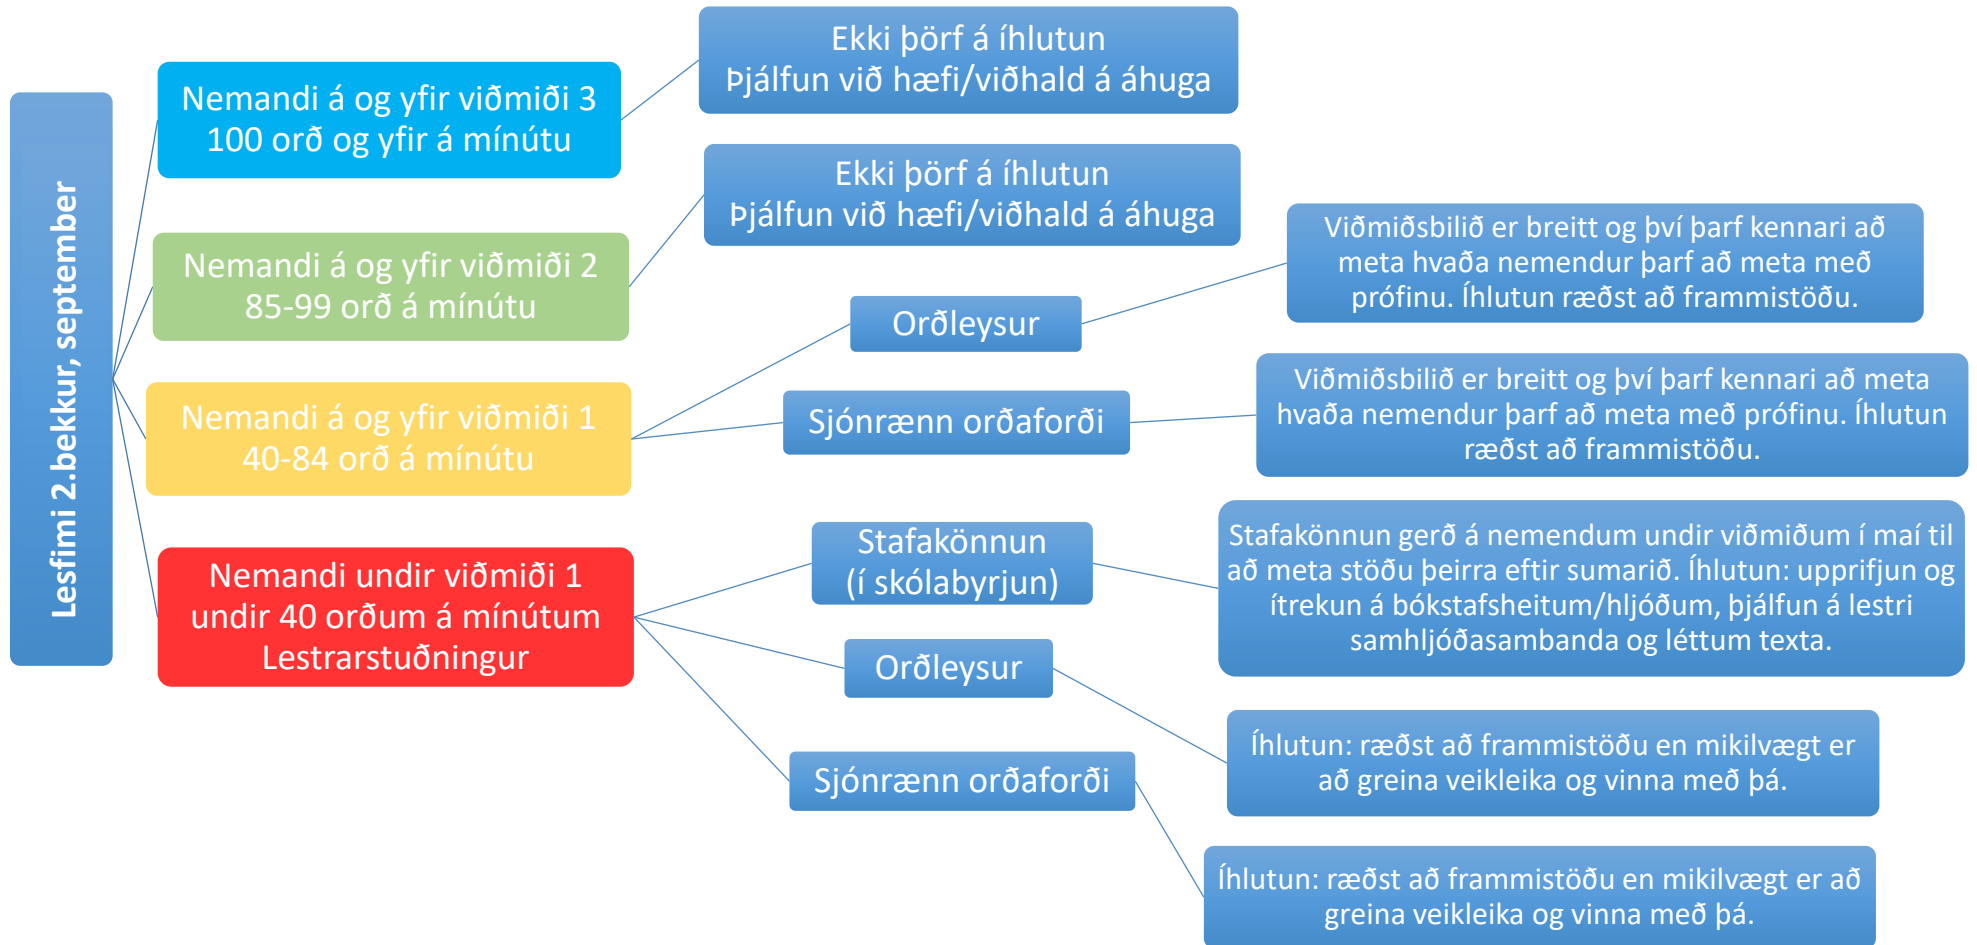 Lesfimi 2.bekkur, september
Nemandi á og yfir viðmiði 3
100 orð og yfir á mínútu
Ekki þörf á íhlutun
Þjálfun við hæfi/viðhald á áhuga
Nemandi á og yfir viðmiði 2
85-99 orð á mínútu
Ekki þörf á íhlutun
Þjálfun við hæfi/viðhald á áhuga
Nemandi á og yfir viðmiði 1
40-84 orð á mínútu
Orðleysur
Viðmiðsbilið er breitt og því þarf kennari að
meta hvaða nemendur þarf að meta með
prófinu. Íhlutun ræðst að frammistöðu.
Sjónrænn orðaforði
Viðmiðsbilið er breitt og því þarf kennari að meta
hvaða nemendur þarf að meta með prófinu. Íhlutun
ræðst að frammistöðu.
Nemandi undir viðmiði 1
undir 40 orðum á mínútum
Lestrarstuðningur
Stafakönnun
(í skólabyrjun)
Stafakönnun gerð á nemendum undir viðmiðum í maí til
að meta stöðu þeirra eftir sumarið. Íhlutun: upprifjun og
ítrekun á bókstafsheitum/hljóðum, þjálfun á lestri
samhljóðasambanda og léttum texta.
Orðleysur
Íhlutun: ræðst að frammistöðu en mikilvægt er
að greina veikleika og vinna með þá.
Sjónrænn orðaforði
Íhlutun: ræðst að frammistöðu en mikilvægt er að
greina veikleika og vinna með þá.